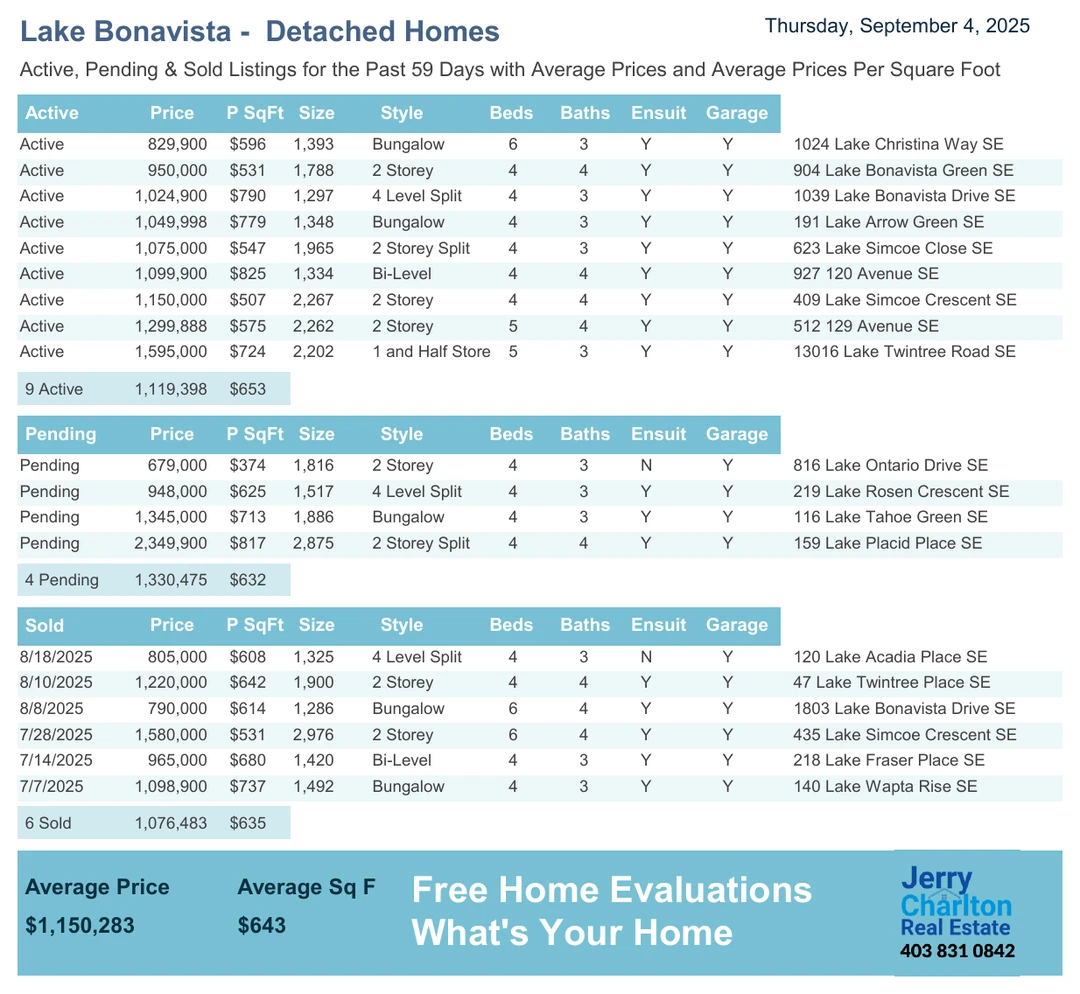 Lake Bonavista - Detached Homes Thursday, September 4, 2025
Active, Pending & Sold Listings for the Past 59 Days with Average Prices and Average Prices Per Square Foot
Active Price P SqFt Size Style Beds Baths Ensuit Garage
Active 829,900 $596 1,393 Bungalow 6 3 Y Y 1024 Lake Christina Way SE
Active 950,000 $531 1,788 2 Storey 4 4 Y Y 904 Lake Bonavista Green SE
Active 1,024,900 $790 1,297 4 Level Split 4 3 Y Y 1039 Lake Bonavista Drive SE
Active 1,049,998 $779 1,348 Bungalow 4 3 Y Y 191 Lake Arrow Green SE
Active 1,075,000 $547 1,965 2 Storey Split 4 3 Y Y 623 Lake Simcoe Close SE
Active 1,099,900 $825 1,334 Bi-Level 4 4 Y Y 927 120 Avenue SE
Active 1,150,000 $507 2,267 2 Storey 4 4 Y Y 409 Lake Simcoe Crescent SE
Active 1,299,888 $575 2,262 2 Storey 5 4 Y Y 512 129 Avenue SE
Active 1,595,000 $724 2,202 1 and Half Store 5 3 Y Y 13016 Lake Twintree Road SE
9 Active 1,119,398 $653
Pending Price P SqFt Size Style Beds Baths Ensuit Garage
Pending 679,000 $374 1,816 2 Storey 4 3 N Y 816 Lake Ontario Drive SE
Pending 948,000 $625 1,517 4 Level Split 4 3 Y Y 219 Lake Rosen Crescent SE
Pending 1,345,000 $713 1,886 Bungalow 4 3 Y Y 116 Lake Tahoe Green SE
Pending 2,349,900 $817 2,875 2 Storey Split 4 4 Y Y 159 Lake Placid Place SE
4 Pending 1,330,475 $632
Sold Price P SqFt Size Style Beds Baths Ensuit Garage
8/18/2025 805,000 $608 1,325 4 Level Split 4 3 N Y 120 Lake Acadia Place SE
8/10/2025 1,220,000 $642 1,900 2 Storey 4 4 Y Y 47 Lake Twintree Place SE
8/8/2025 790,000 $614 1,286 Bungalow 6 4 Y Y 1803 Lake Bonavista Drive SE
7/28/2025 1,580,000 $531 2,976 2 Storey 6 4 Y Y 435 Lake Simcoe Crescent SE
7/14/2025 965,000 $680 1,420 Bi-Level 4 3 Y Y 218 Lake Fraser Place SE
7/7/2025 1,098,900 $737 1,492 Bungalow 4 3 Y Y 140 Lake Wapta Rise SE
6 Sold 1,076,483 $635
Average Price Average Sq F
$1,150,283 $643
Free Home Evaluations
What's Your Home
Jerry
Charlton
Real Estate
403 831 0842